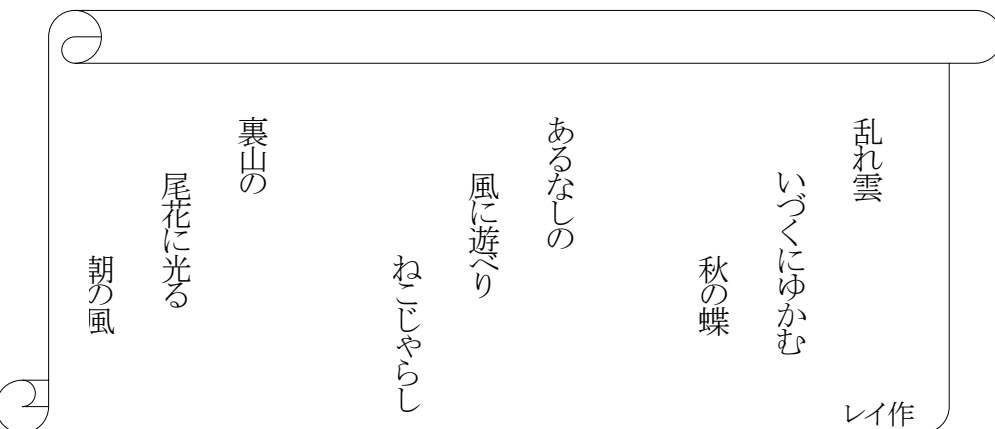 乱れ雲
いづくにゆかむ
秋の蝶
あるなしの
風に遊べり
ねこじゃらし
裏山の
尾花に光る
朝の風
レイ作